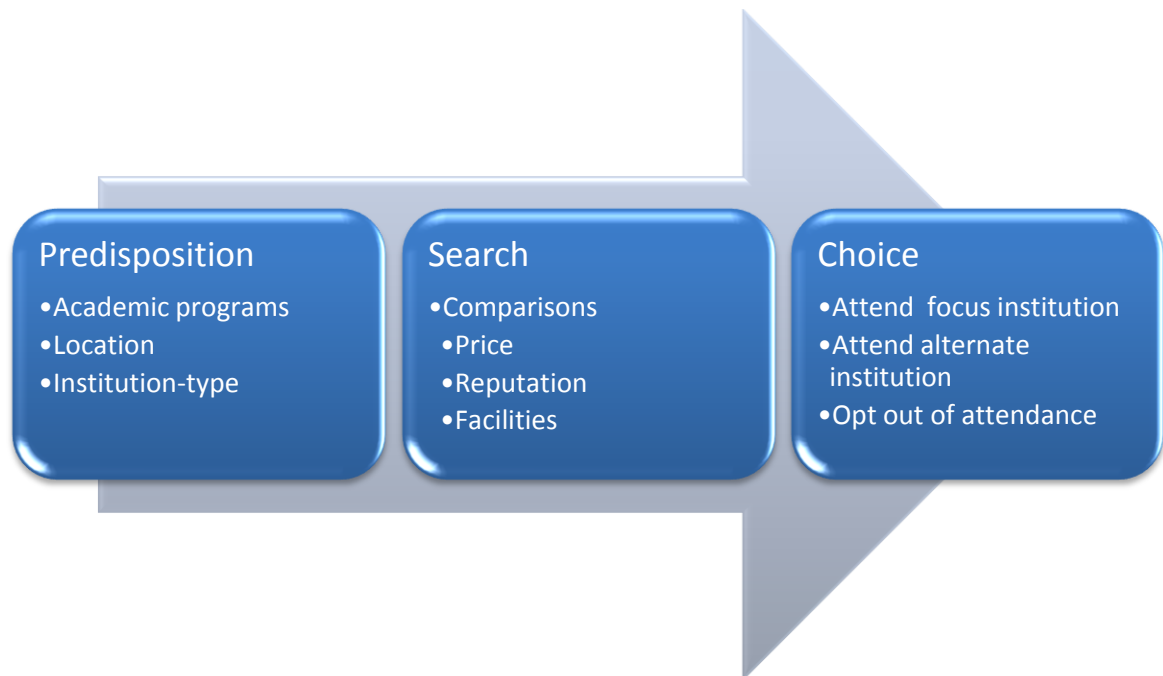 Predisposition
•Academic programs
•Location
•Institution-type
Search
•Comparisons
•Price
•Reputation
•Facilities
Choice
•Attend  focus institution
•Attend alternate
institution
•Opt out of attendance